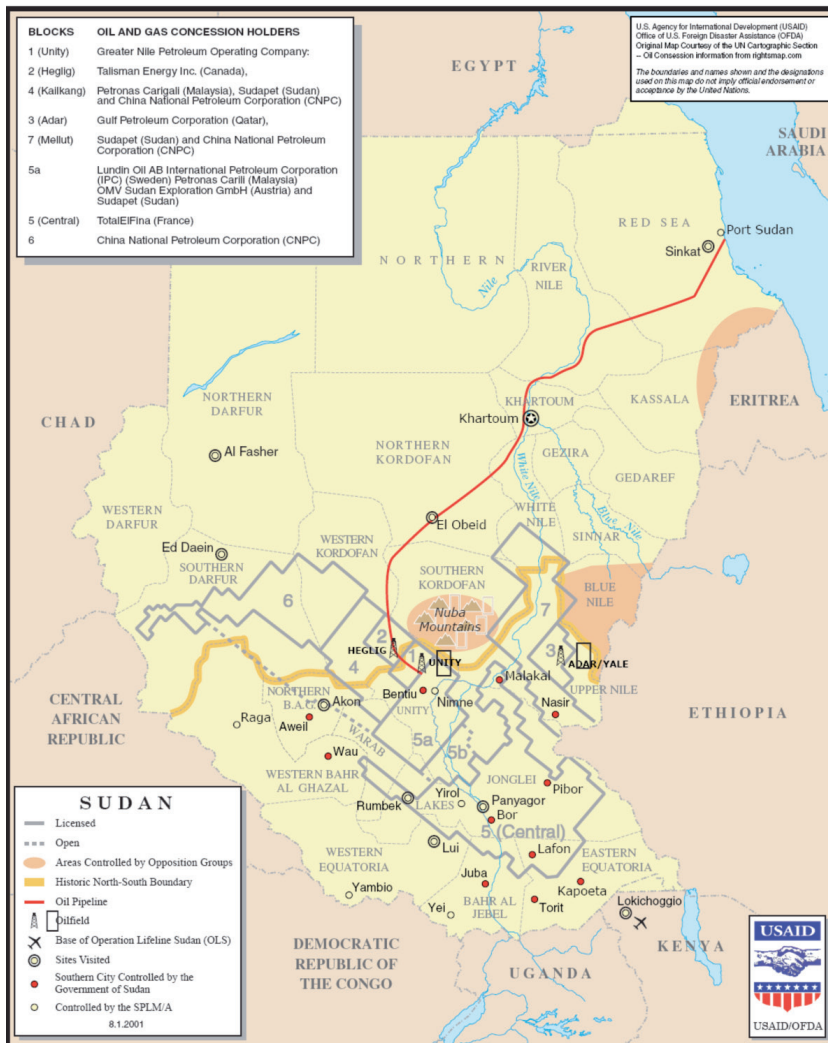 BLOCKS OIL AND GAS CONCESSION HOLDERS
1 (Unity) Greater Nile Petroleum Operating Company:
2 (Heglig) Talisman Energy Inc. (Canada),
4 (Kailkang) Petronas Carigali (Malaysia), Sudapet (Sudan)
and China National Petroleum Corporation (CNPC)
3 (Adar) Gulf Petroleum Corporation (Qatar),
7 (Mellut) Sudapet (Sudan) and China National Petroleum
Corporation (CNPC)
5a Lundin Oil AB International Petroleum Corporation
(IPC) (Sweden) Petronas Carili (Malaysia)
OMV Sudan Exploration GmbH (Austria) and
Sudapet (Sudan)
5 (Central) TotalElFina (France)
6 China National Petroleum Corporation (CNPC)
U.S. Agency for International Development (USAID)
Office of U.S. Foreign Disaster Assistance (OFDA)
Original Map Courtesy of the UN Cartographic Section
– Oil Consession information from rightsmap.com
The boundaries and names shown and the designations
used on this map do not imply official endorsement or
acceptance by the United Nations.
EGYPT
SAUDI
ARABIA
RED SEA
Port Sudan
Sinkat
NORTHERN
RIVER
NILE
Nile
NORTHERN
DARFUR
KHARTOUM
KASSALA
ERITREA
CHAD
Khartoum
Al Fasher
NORTHERN
KORDOFAN
GEZIRA
White Nile
GEDAREF
WESTERN
DARFUR
WHITE
NILE
Blue Nile
El Obeid
SINNAR
Ed Daein
WESTERN
KORDOFAN
SOUTHERN
DARFUR
SOUTHERN
KORDOFAN
BLUE
NILE
6
7
Nuba
Mountains
2
HEGLIG
1
UNITY
3
ADAR/YALE
4
Malakal
UPPER NILE
CENTRAL
AFRICAN
REPUBLIC
NORTHERN
B.A.G.
Akon
Bentiu
Nimne
UNITY
Nasir
ETHIOPIA
Raga
Aweil
WARAB
5a
5b
Wau
WESTERN BAHR
AL GHAZAL
JONGLEI
Pibor
Yirol
Rumbek
LAKES
Panyagor
Bor
5 (Central)
Lui
Lafon
WESTERN
EQUATORIA
EASTERN
EQUATORIA
Juba
Kapoeta
Yambio
BAHR AL
JEBEL
Yei
Torit
Lokichoggio
DEMOCRATIC
REPUBLIC OF
THE CONGO
UGANDA
KENYA
SUDAN
Licensed
Open
Areas Controlled by Opposition Groups
Historic North-South Boundary
Oil Pipeline
Oilfield
Base of Operation Lifeline Sudan (OLS)
Sites Visited
Southern City Controlled by the
Government of Sudan
Controlled by the SPLM/A
8.1.2001
USAID
USAID/OFDA